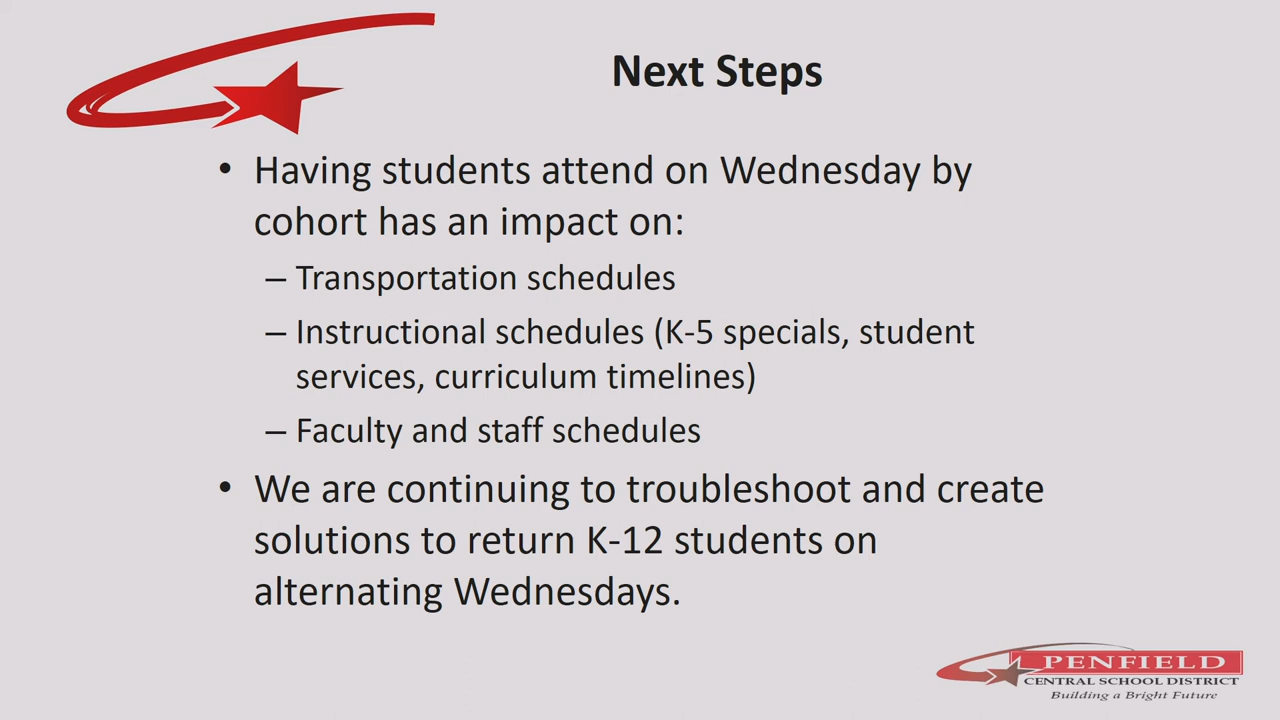 Next Steps
• Having students attend on Wednesday by
cohort has an impact on:
– Transportation schedules
– Instructional schedules (K-5 specials, student
services, curriculum timelines)
– Faculty and staff schedules
• We are continuing to troubleshoot and create
solutions to return K-12 students on
alternating Wednesdays.
PENFIELD
CENTRAL SCHOOL DISTRICT
Building a Bright Future